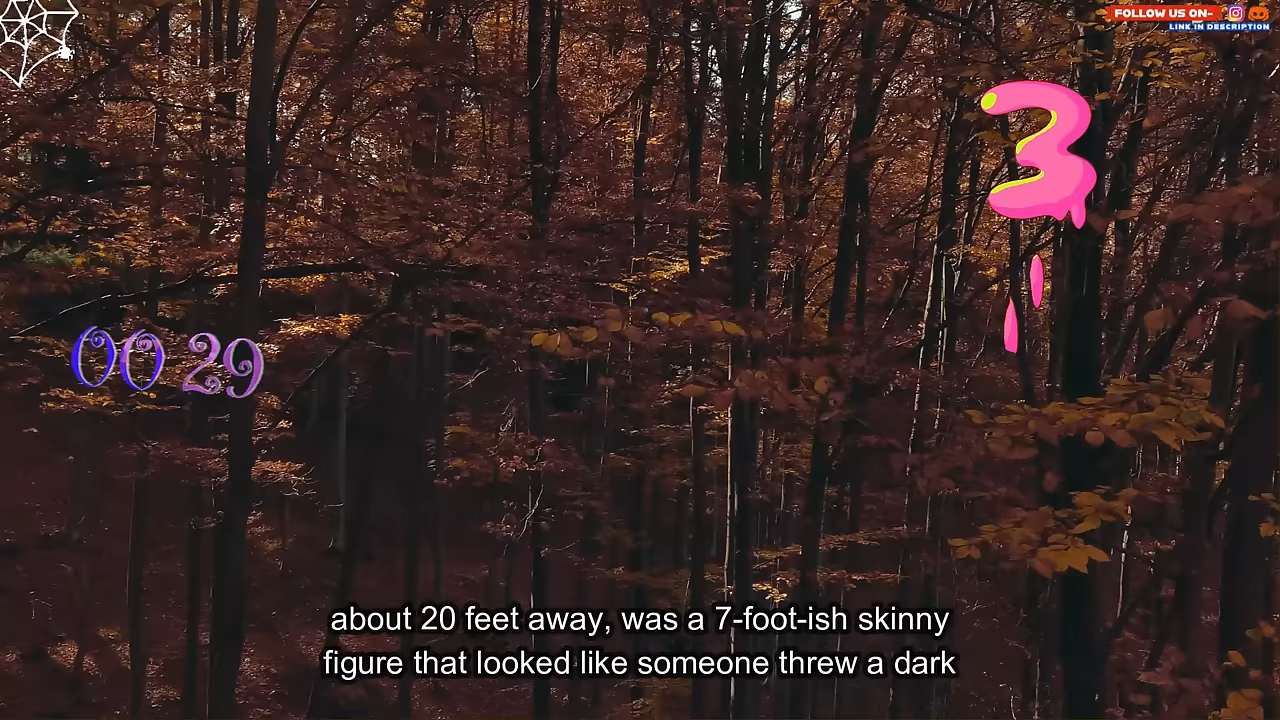 FOLLOW US ON-
LINK IN DESCRIPTION
3
00 29
about 20 feet away, was a 7-foot-ish skinny
figure that looked like someone threw a dark